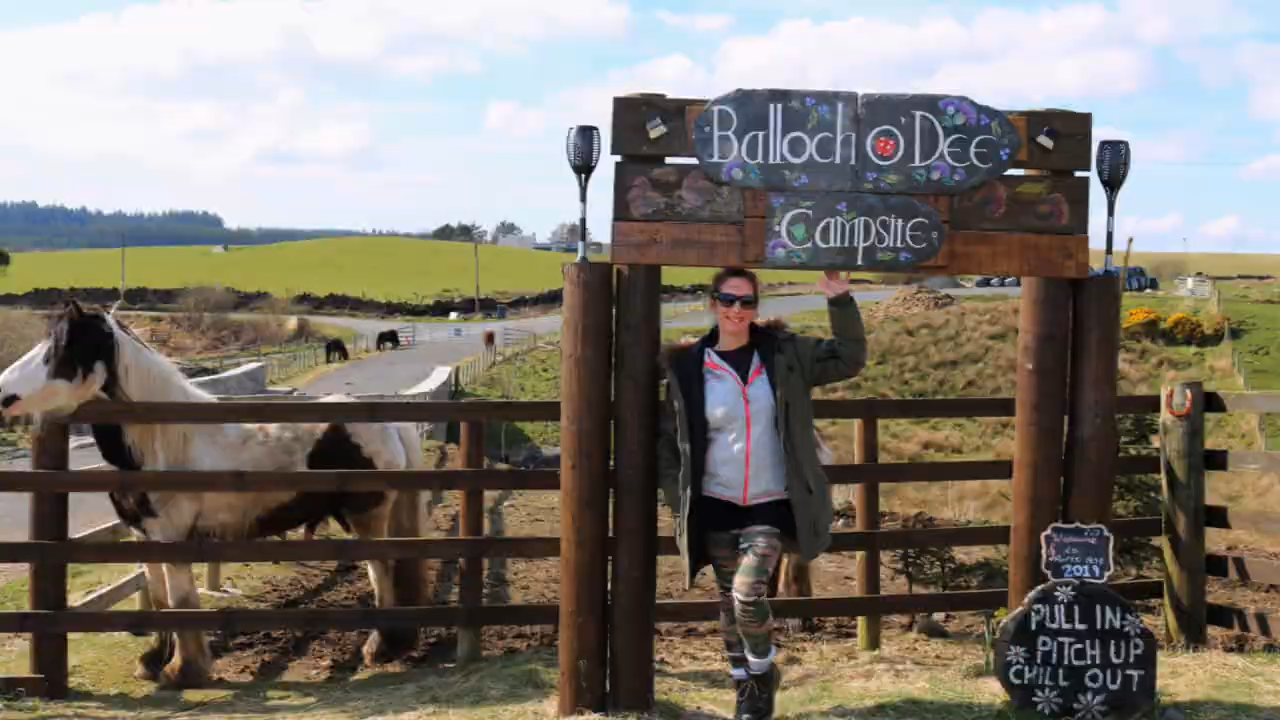 Balloch O'Dee
Campsite
2019
PULL IN
PITCH UP
CHILL OUT